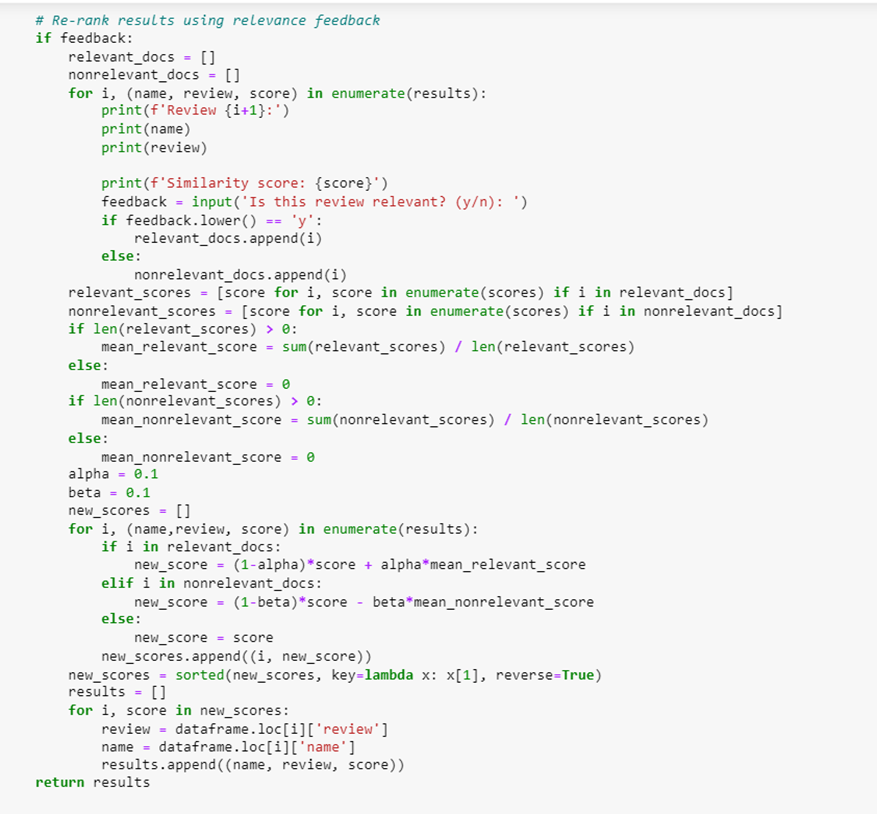 # Re-rank results using relevance feedback
if feedback:
    relevant_docs = []
    nonrelevant_docs = []
    for i, (name, review, score) in enumerate(results):
        print(f'Review {i+1}:')
        print(name)
        print(review)

        print(f'Similarity score: {score}')
        feedback = input('Is this review relevant? (y/n): ')
        if feedback.lower() == 'y':
            relevant_docs.append(i)
        else:
            nonrelevant_docs.append(i)
    relevant_scores = [score for i, score in enumerate(scores) if i in relevant_docs]
    nonrelevant_scores = [score for i, score in enumerate(scores) if i in nonrelevant_docs]
    if len(relevant_scores) > 0:
        mean_relevant_score = sum(relevant_scores) / len(relevant_scores)
    else:
        mean_relevant_score = 0
    if len(nonrelevant_scores) > 0:
        mean_nonrelevant_score = sum(nonrelevant_scores) / len(nonrelevant_scores)
    else:
        mean_nonrelevant_score = 0
    alpha = 0.1
    beta = 0.1
    new_scores = []
    for i, (name,review, score) in enumerate(results):
        if i in relevant_docs:
            new_score = (1-alpha)*score + alpha*mean_relevant_score
        elif i in nonrelevant_docs:
            new_score = (1-beta)*score - beta*mean_nonrelevant_score
        else:
            new_score = score
        new_scores.append((i, new_score))
    new_scores = sorted(new_scores, key=lambda x: x[1], reverse=True)
    results = []
    for i, score in new_scores:
        review = dataframe.loc[i]['review']
        name = dataframe.loc[i]['name']
        results.append((name, review, score))
return results